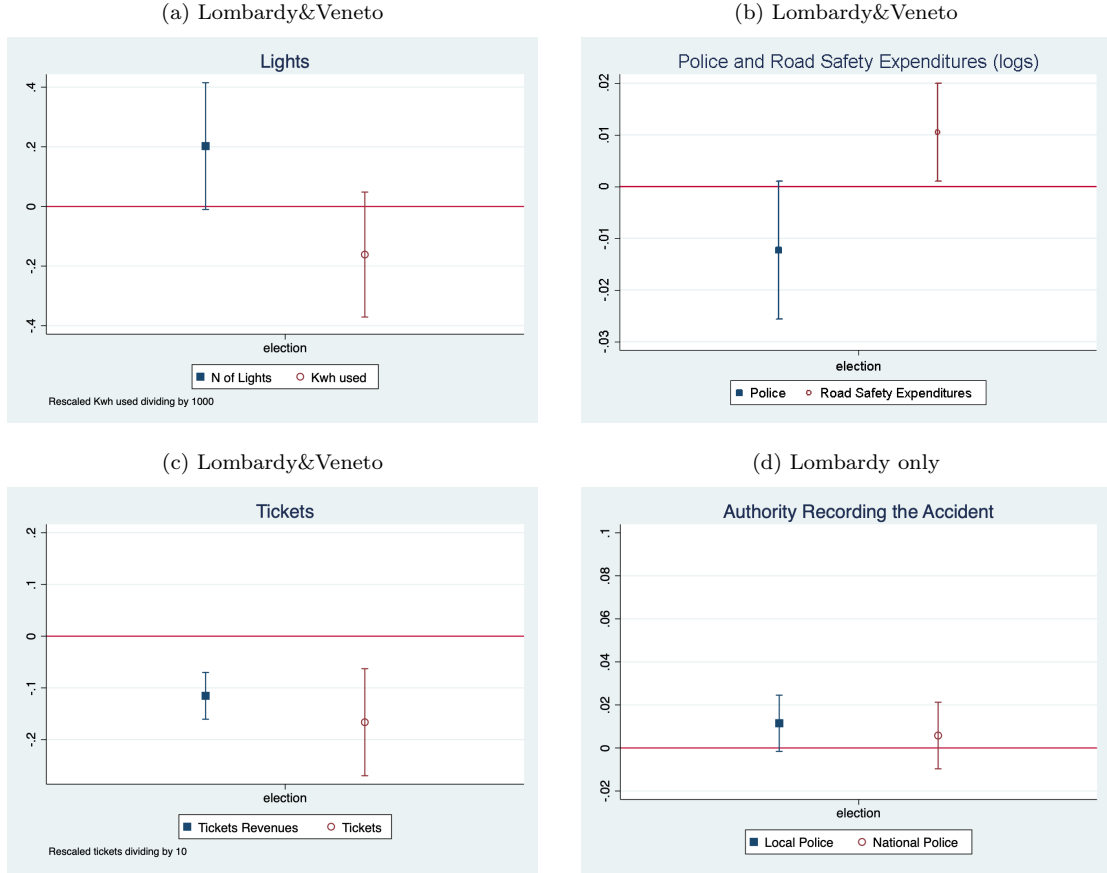 (a) Lombardy&Veneto
Lights
.4
.2
0
-.2
-.4
election
N of Lights Kwh used
Rescaled Kwh used dividing by 1000
(b) Lombardy&Veneto
Police and Road Safety Expenditures (logs)
.02
.01
0
-.01
-.02
-.03
election
Police Road Safety Expenditures
(c) Lombardy&Veneto
Tickets
.2
.1
0
-.1
-.2
election
Tickets Revenues Tickets
Rescaled tickets dividing by 10
(d) Lombardy only
Authority Recording the Accident
.1
.08
.06
.04
.02
0
-.02
election
Local Police National Police